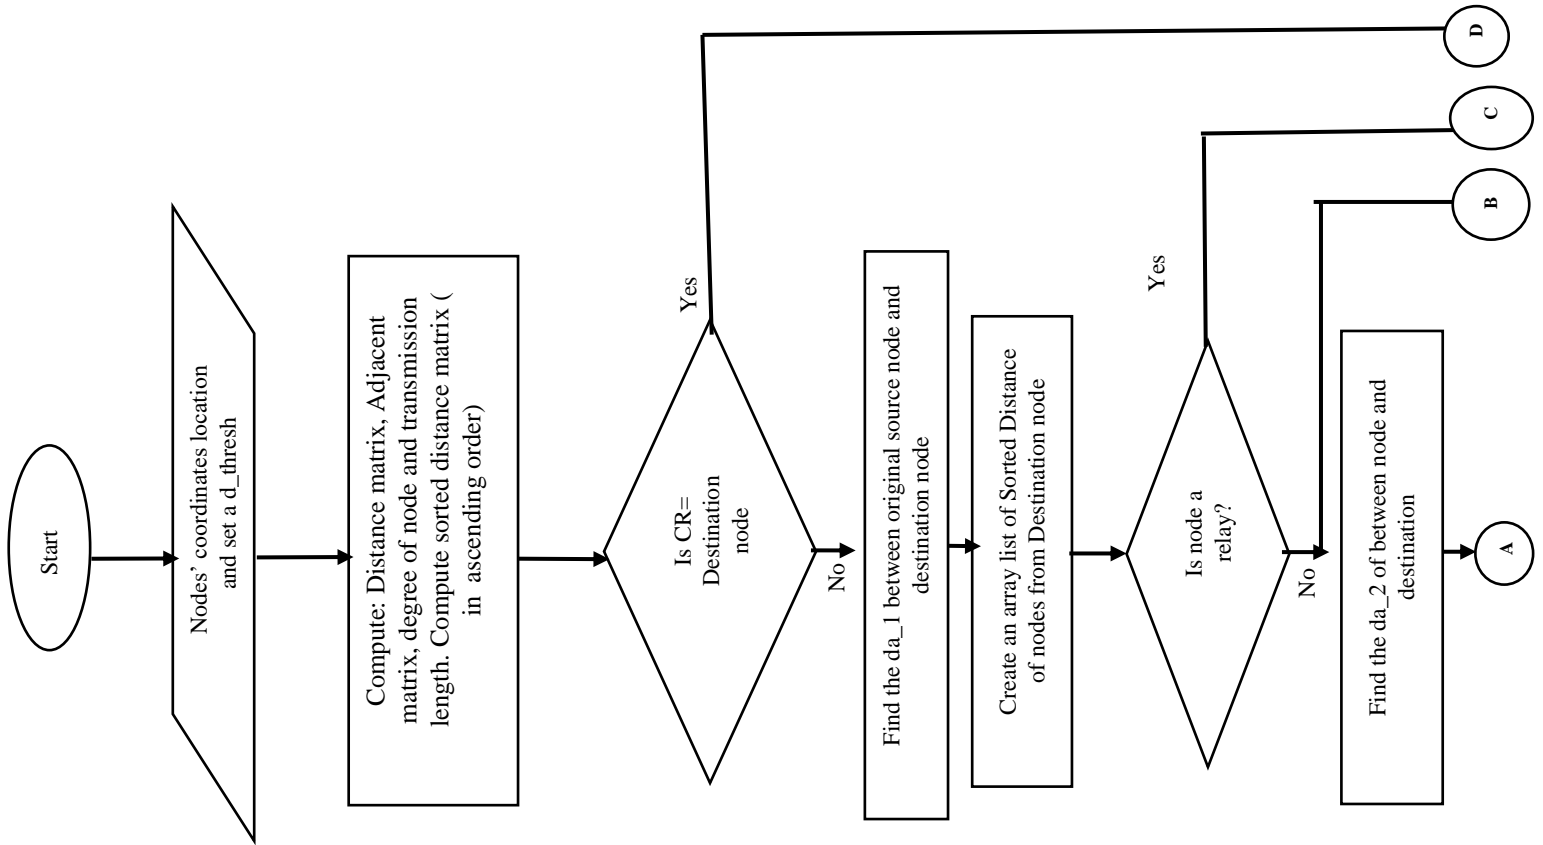 Start
Nodes’ coordinates location
and set a d_thresh
Compute: Distance matrix, Adjacent
matrix, degree of node and transmission
length. Compute sorted distance matrix (
in ascending order)
Is CR=
Destination
node
Yes
No
Find the da_1 between original source node and
destination node
Create an array list of Sorted Distance
of nodes from Destination node
Is node a
relay?
Yes
No
Find the da_2 of between node and
destination
A
B
C
D